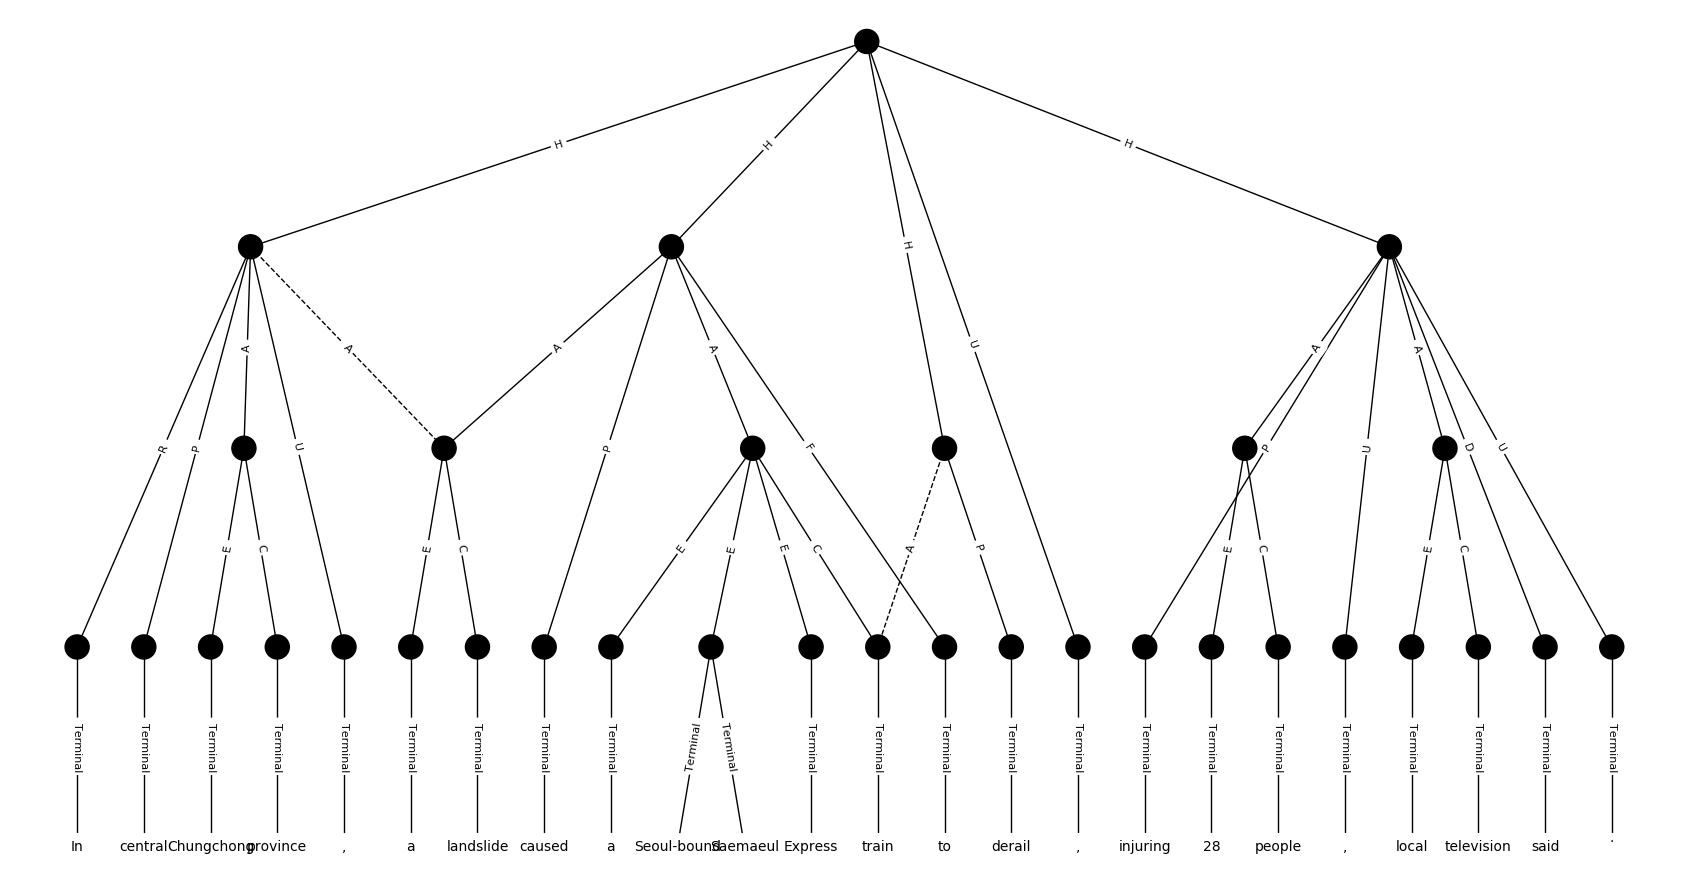 H H H
H
A A A A A U A A
R P U P F P U D U
E C E C E E E C A P E C E C
Terminal Terminal Terminal Terminal Terminal Terminal Terminal Terminal Terminal Terminal Terminal Terminal Terminal Terminal Terminal Terminal Terminal Terminal Terminal Terminal Terminal Terminal Terminal Terminal
In central Chungchong province , a landslide caused a Seoul-bound Saemaeul Express train to derail , injuring 28 people , local television said .